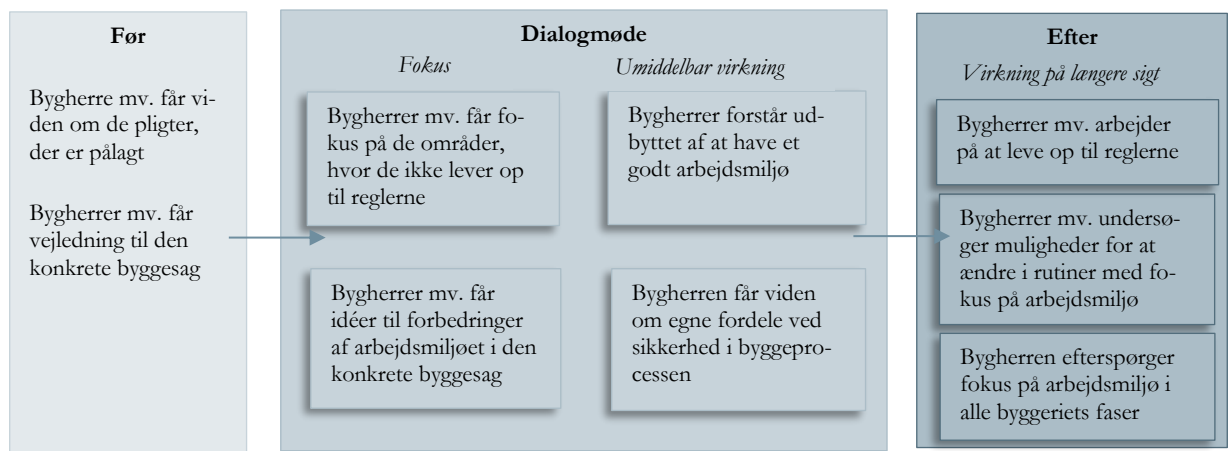 Før
Bygherre mv. får vi-
den om de pligter,
der er pålagt
Bygherrer mv. får
vejledning til den
konkrete byggesag
Dialogmøde
Fokus
Bygherrer mv. får fo-
kus på de områder,
hvor de ikke lever op
til reglerne
Bygherrer mv. får
idéer til forbedringer
af arbejdsmiljøet i den
konkrete byggesag
Umiddelbar virkning
Bygherrer forstår ud-
byttet af at have et
godt arbejdsmiljø
Bygherren får viden
om egne fordele ved
sikkerhed i byggepro-
cessen
Efter
Virkning på længere sigt
Bygherrer mv. arbejder
på at leve op til reglerne
Bygherrer mv. undersø-
ger muligheder for at
ændre i rutiner med fo-
kus på arbejdsmiljø
Bygherren efterspørger
fokus på arbejdsmiljø i
alle byggeriets faser